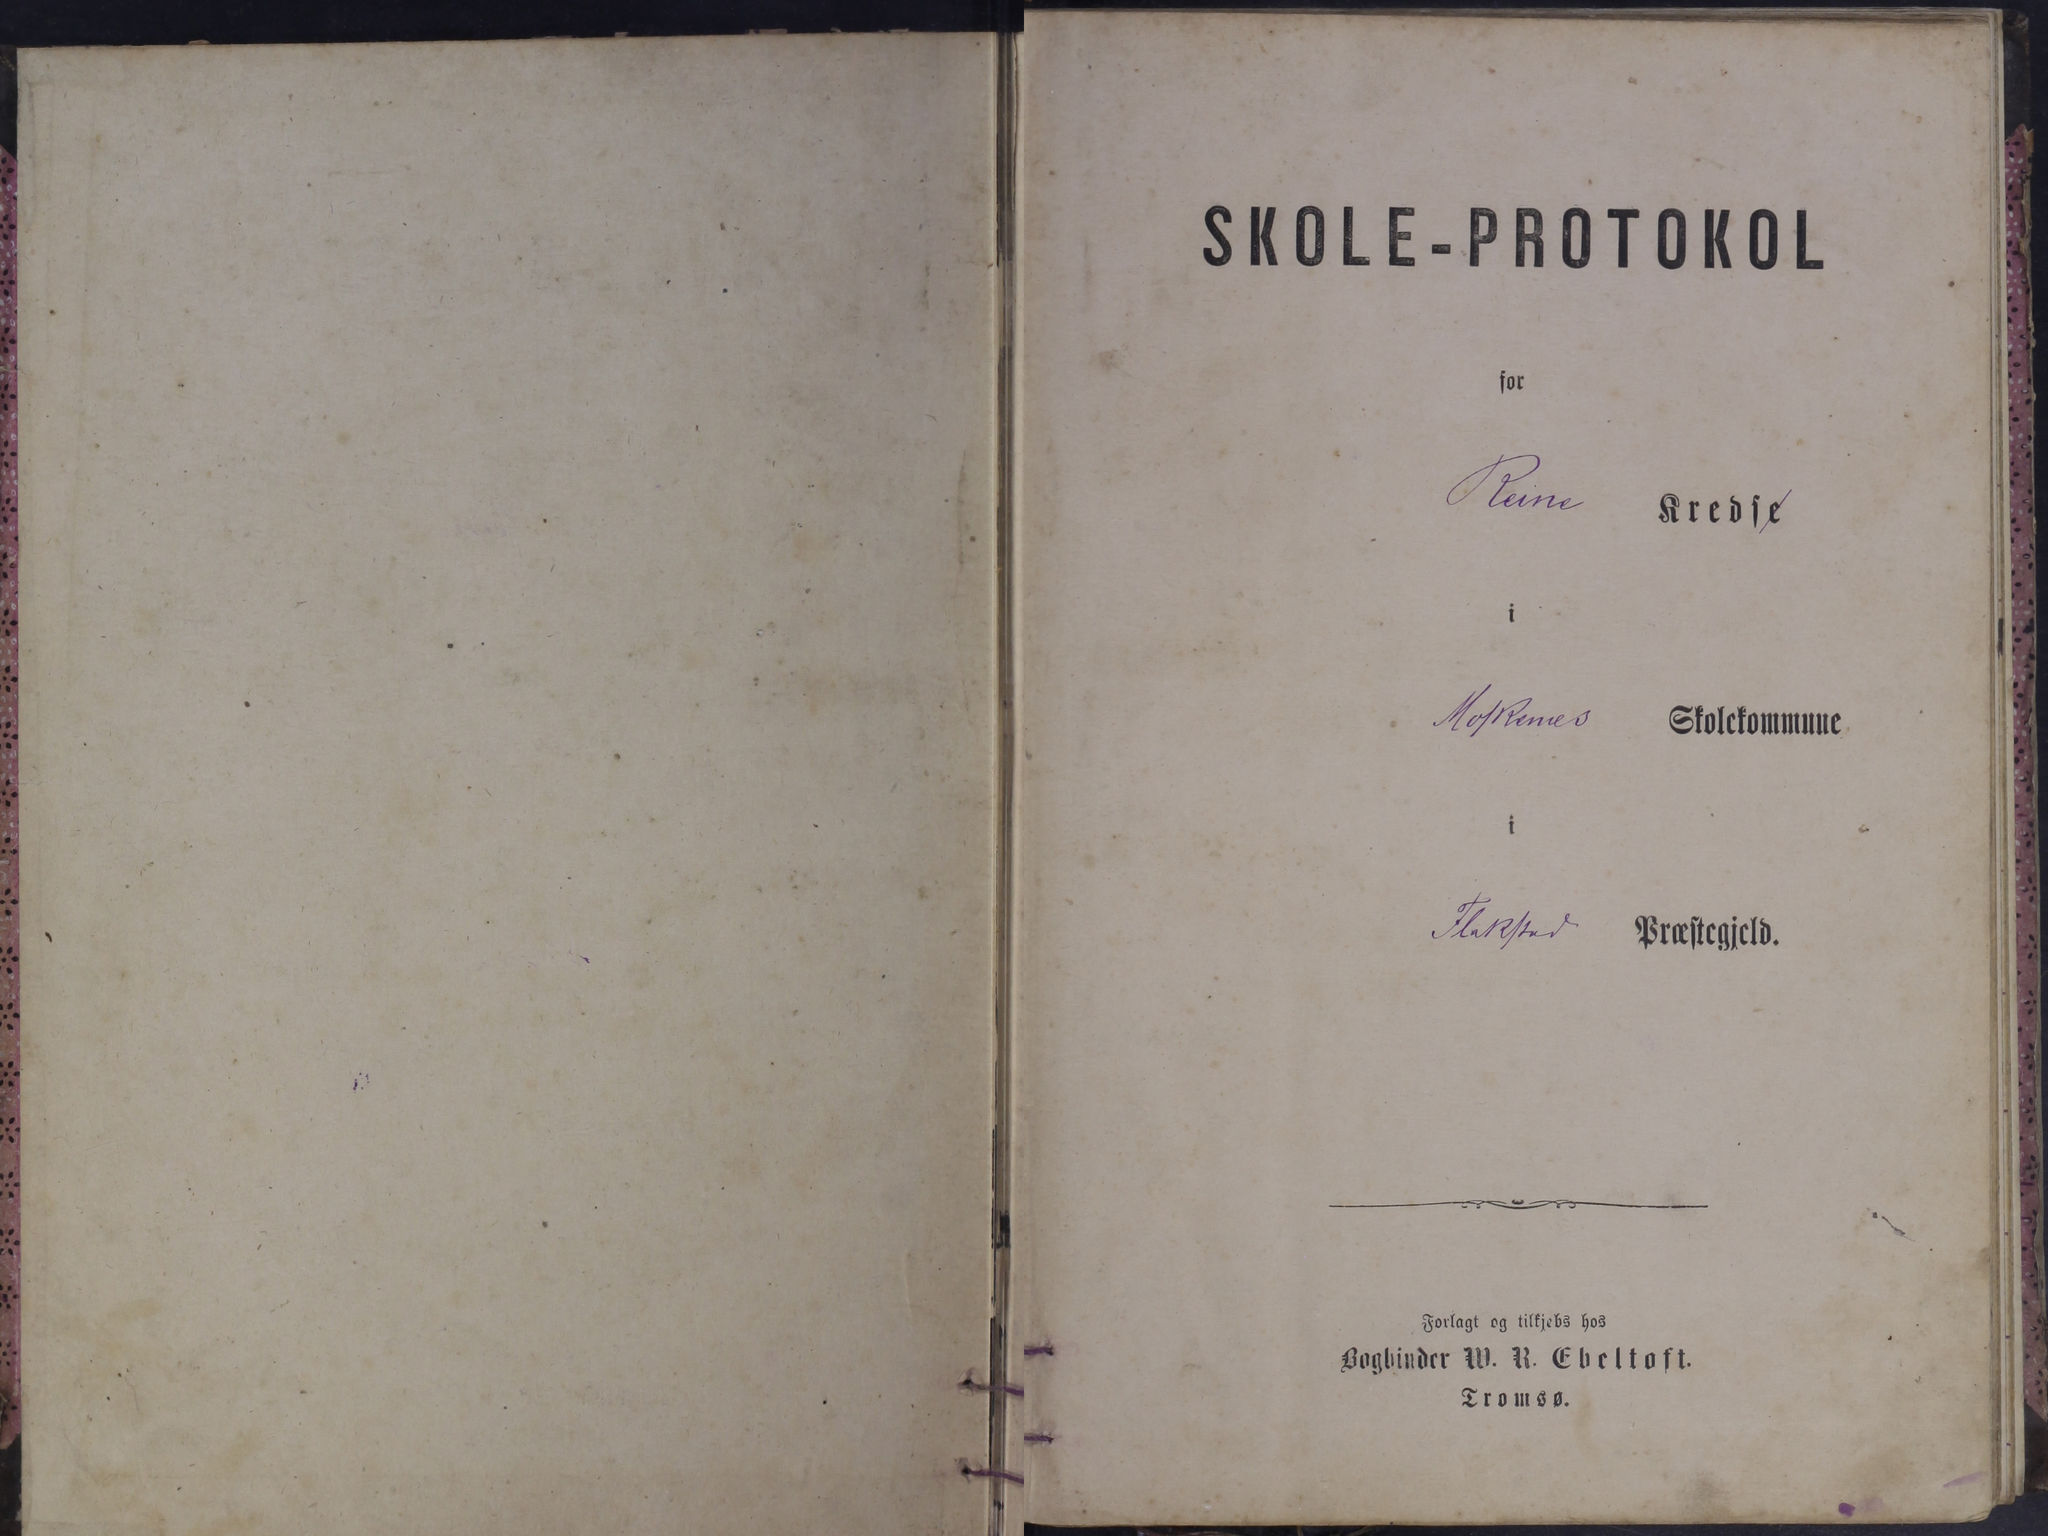 SKOLE-PROTOKOL
for
Reine Kredse
i
Moskenes Skolekommune
i
Flakstad Præstegjeld.
Forlagt og tilkjøbs hos
Bogbinder W. R. Ebeltoft.
Tromsø.